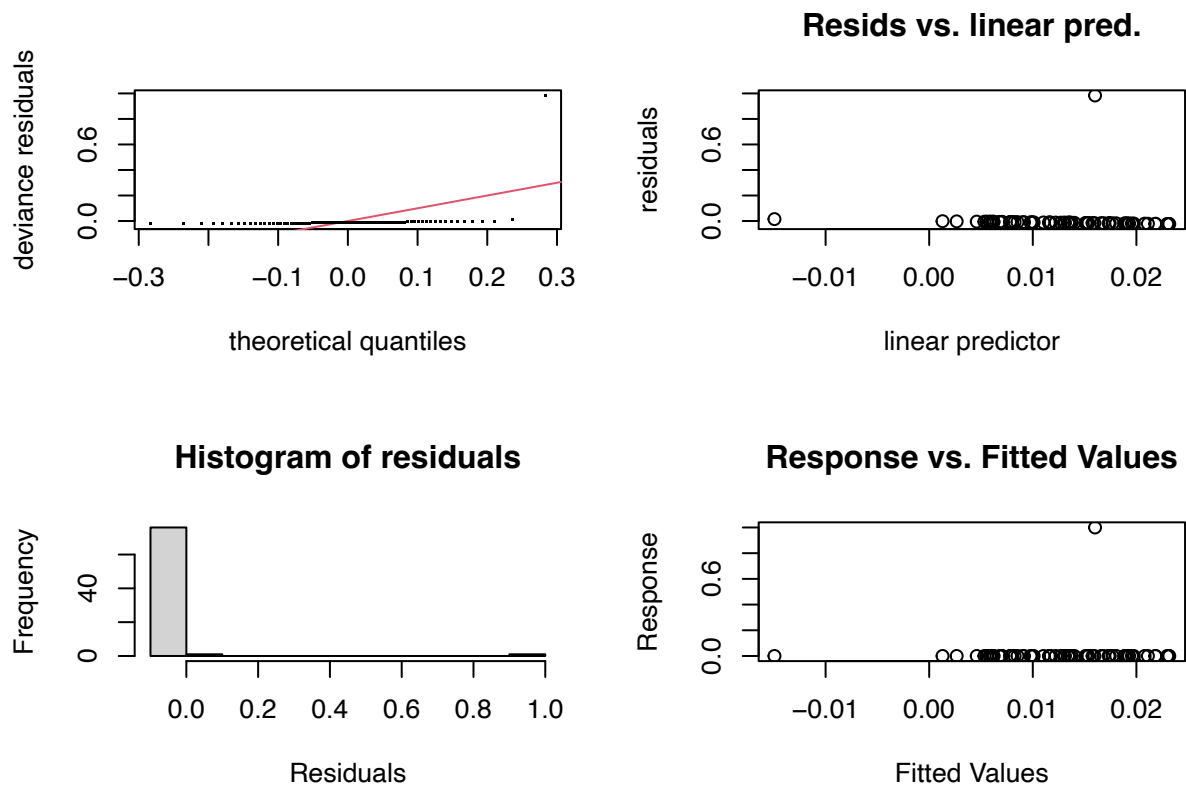 deviance residuals
0.0 0.6
−0.3 −0.1 0.0 0.1 0.2 0.3
theoretical quantiles
Resids vs. linear pred.
residuals
0.0 0.6
−0.01 0.00 0.01 0.02
linear predictor
Histogram of residuals
Frequency
0 40
0.0 0.2 0.4 0.6 0.8 1.0
Residuals
Response vs. Fitted Values
Response
0.0 0.6
−0.01 0.00 0.01 0.02
Fitted Values